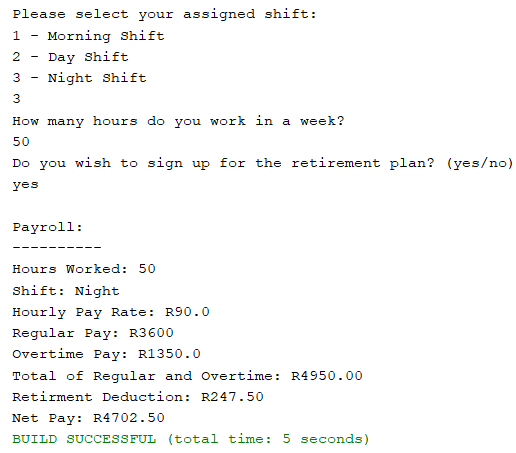 Please select your assigned shift:
1 - Morning Shift
2 - Day Shift
3 - Night Shift
3
How many hours do you work in a week?
50
Do you wish to sign up for the retirement plan? (yes/no)
yes
Payroll:
----------
Hours Worked: 50
Shift: Night
Hourly Pay Rate: R90.0
Regular Pay: R3600
Overtime Pay: R1350.0
Total of Regular and Overtime: R4950.00
Retirment Deduction: R247.50
Net Pay: R4702.50
BUILD SUCCESSFUL (total time: 5 seconds)